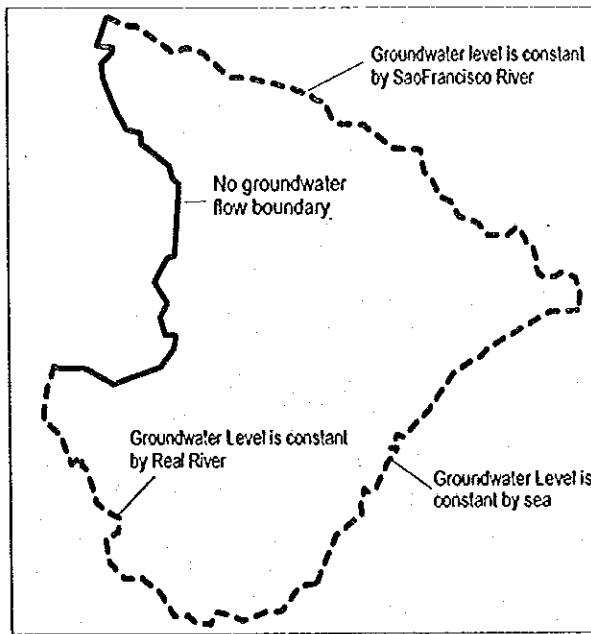 Groundwater level is constant
by SaoFrancisco River
No groundwater
flow boundary
Groundwater Level is constant
by Real River
Groundwater Level is
constant by sea